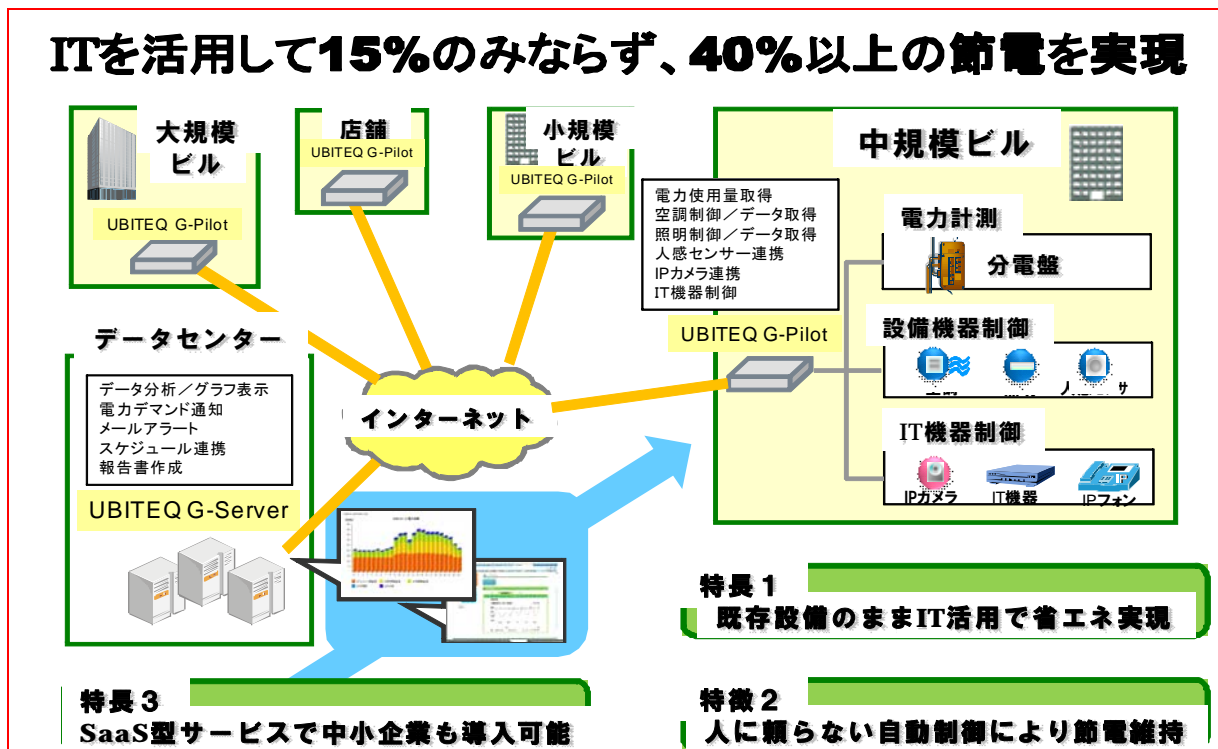 ITを活用して15%のみならず、40%以上の節電を実現
大規模
ビル
UBITEQ G-Pilot
店舗
UBITEQ G-Pilot
小規模
ビル
UBITEQ G-Pilot
中規模ビル
電力使用量取得
空調制御／データ取得
照明制御／データ取得
人感センサー連携
IPカメラ連携
IT機器制御
UBITEQ G-Pilot
電力計測
分電盤
設備機器制御
IT機器制御
IPカメラ
IT機器
IPフォン
データセンター
データ分析／グラフ表示
電力デマンド通知
メールアラート
スケジュール連携
報告書作成
UBITEQ G-Server
インターネット
特長１
既存設備のままIT活用で省エネ実現
特長３
SaaS型サービスで中小企業も導入可能
特徴２
人に頼らない自動制御により節電維持